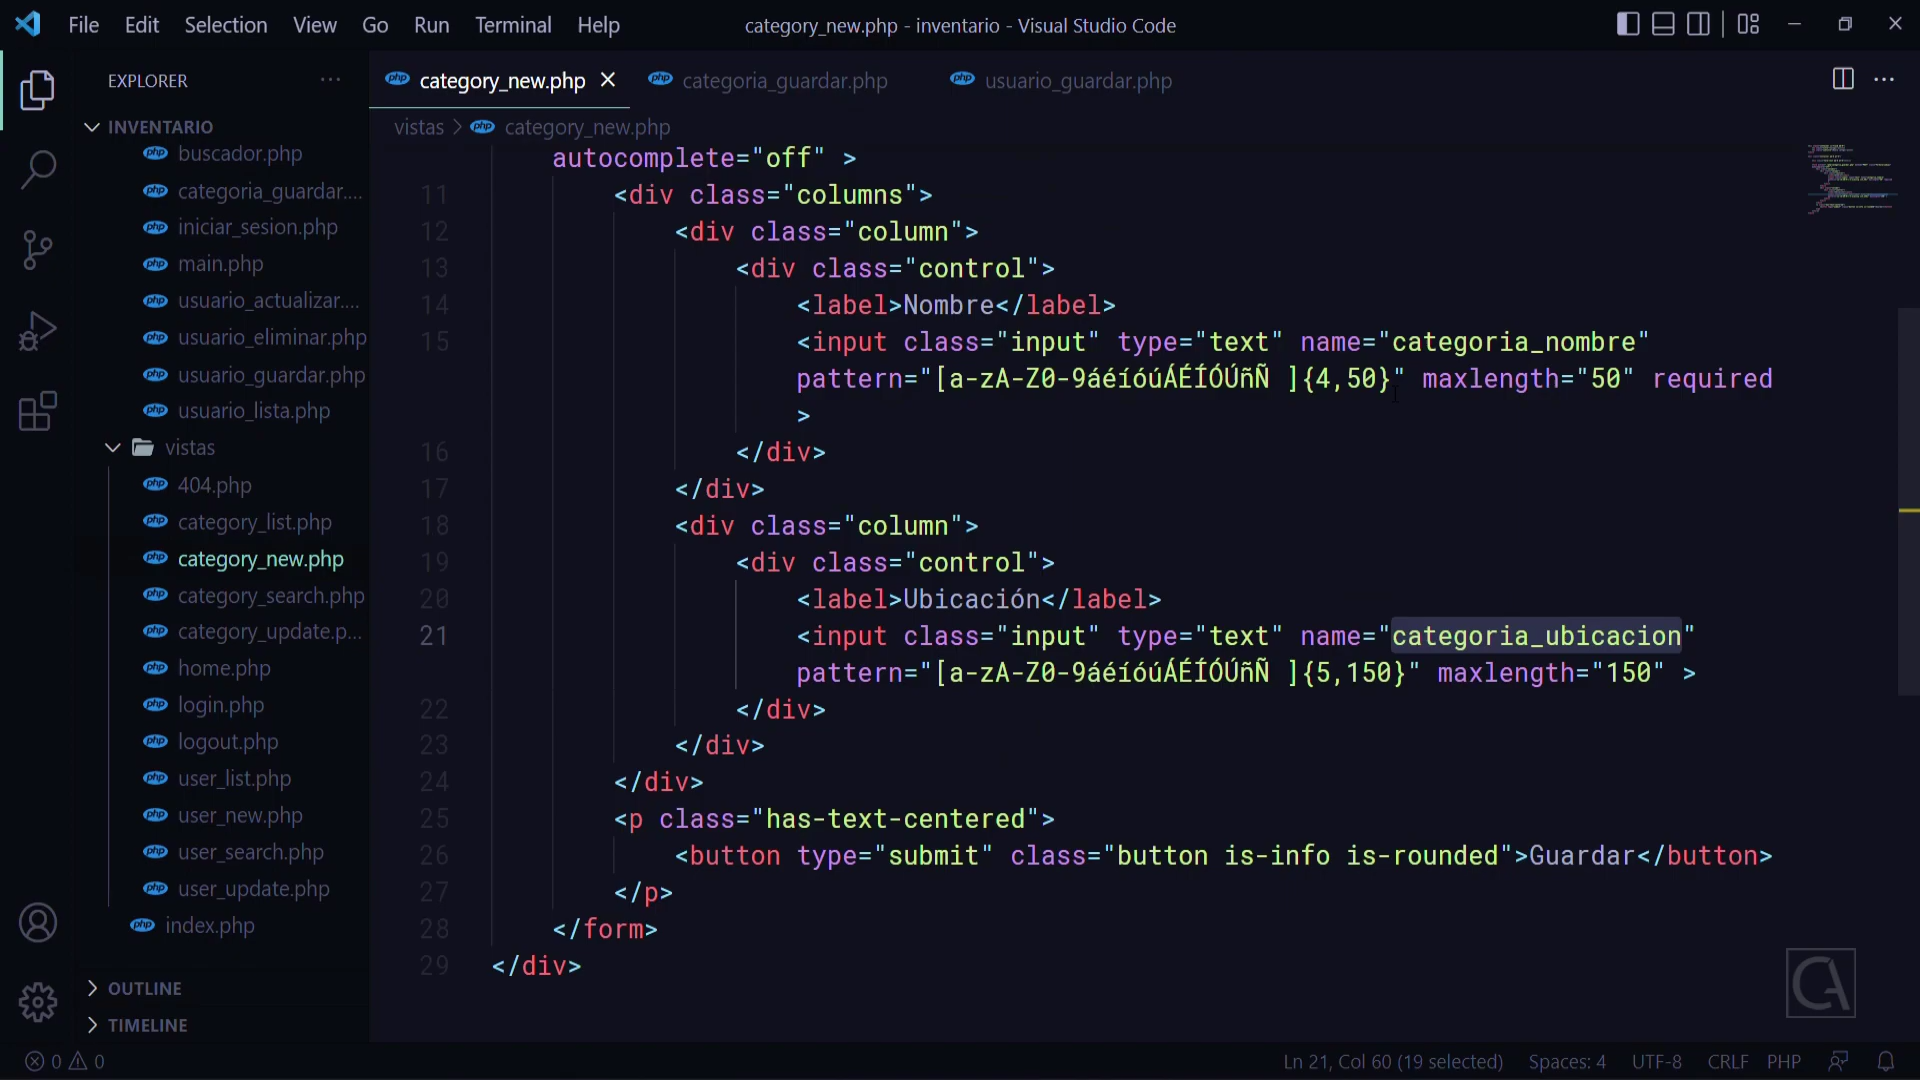 File Edit Selection View Go Run Terminal Help
category_new.php - inventario - Visual Studio Code
EXPLORER
INVENTARIO
buscador.php
categoria_guardar....
iniciar_sesion.php
main.php
usuario_actualizar....
usuario_eliminar.php
usuario_guardar.php
usuario_lista.php
vistas
404.php
category_list.php
category_new.php
category_search.php
category_update.p...
home.php
login.php
logout.php
user_list.php
user_new.php
user_search.php
user_update.php
index.php
OUTLINE
TIMELINE
category_new.php categoria_guardar.php usuario_guardar.php
vistas > category_new.php
autocomplete="off" >
11 <div class="columns">
12 <div class="column">
13 <div class="control">
14 <label>Nombre</label>
15 <input class="input" type="text" name="categoria_nombre"
pattern="[a-zA-Z0-9áéíóúÁÉÍÓÚñÑ ]{4,50}" maxlength="50" required
>
16 </div>
17 </div>
18 <div class="column">
19 <div class="control">
20 <label>Ubicación</label>
21 <input class="input" type="text" name="categoria_ubicacion"
pattern="[a-zA-Z0-9áéíóúÁÉÍÓÚñÑ ]{5,150}" maxlength="150" >
22 </div>
23 </div>
24 </div>
25 <p class="has-text-centered">
26 <button type="submit" class="button is-info is-rounded">Guardar</button>
27 </p>
28 </form>
29 </div>
CA
0 0
Ln 21, Col 60 (19 selected) Spaces: 4 UTF-8 CRLF PHP